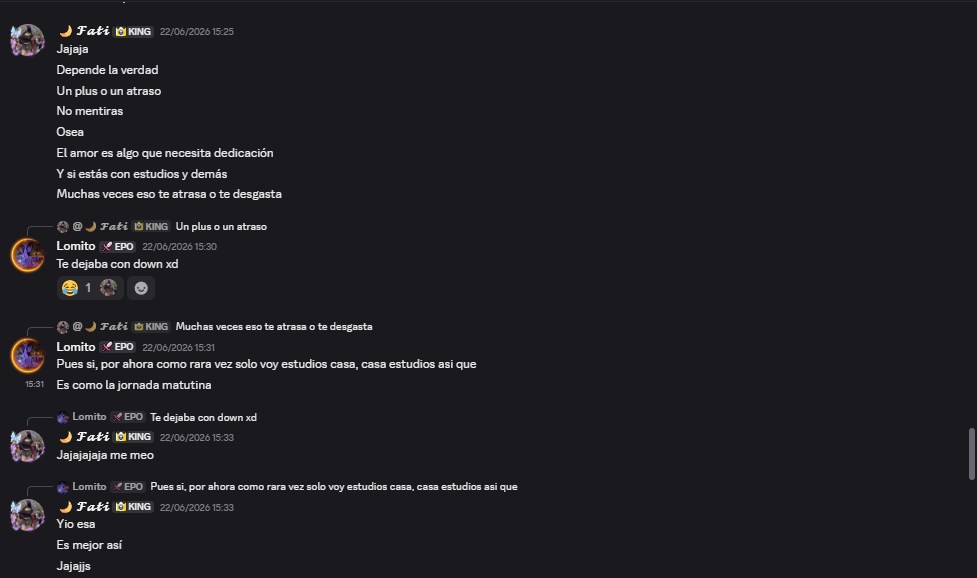 🌙 𝓕𝓪𝓽𝓲 KING 22/06/2026 15:25
Jajaja
Depende la verdad
Un plus o un atraso
No mentiras
Osea
El amor es algo que necesita dedicación
Y si estás con estudios y demás
Muchas veces eso te atrasa o te desgasta
@🌙 𝓕𝓪𝓽𝓲 KING Un plus o un atraso
Lomito EPO 22/06/2026 15:30
Te dejaba con down xd
😂 1
@🌙 𝓕𝓪𝓽𝓲 KING Muchas veces eso te atrasa o te desgasta
Lomito EPO 22/06/2026 15:31
Pues si, por ahora como rara vez solo voy estudios casa, casa estudios asi que
15:31 Es como la jornada matutina
Lomito EPO Te dejaba con down xd
🌙 𝓕𝓪𝓽𝓲 KING 22/06/2026 15:33
Jajajajaja me meo
Lomito EPO Pues si, por ahora como rara vez solo voy estudios casa, casa estudios asi que
🌙 𝓕𝓪𝓽𝓲 KING 22/06/2026 15:33
Yio esa
Es mejor así
Jajajjs